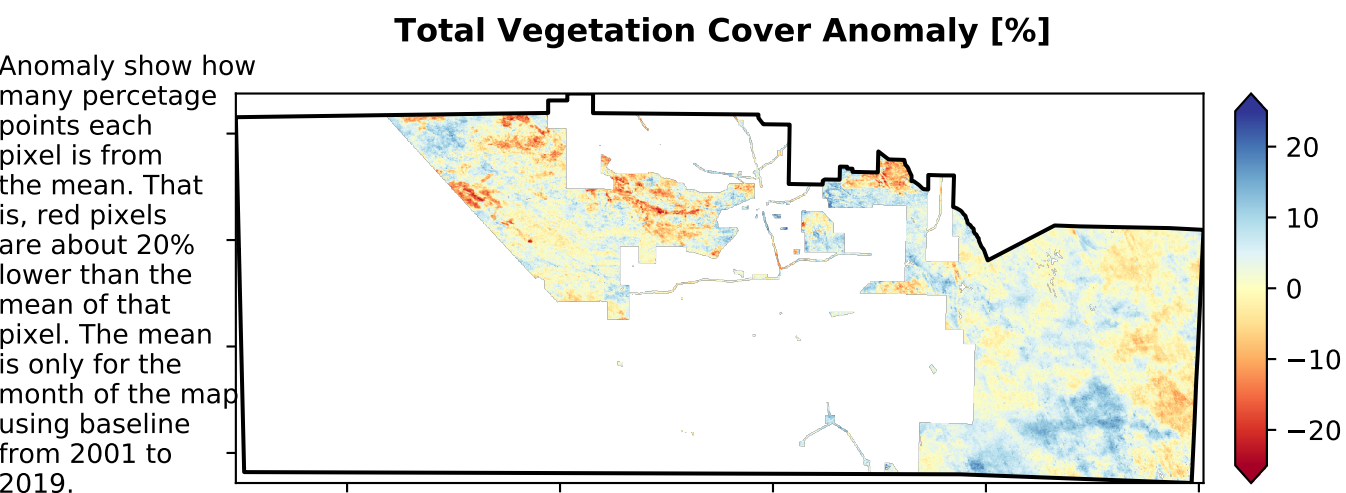 Total Vegetation Cover Anomaly [%]
Anomaly show how
many percetage
points each
pixel is from
the mean. That
is, red pixels
are about 20%
lower than the
mean of that
pixel. The mean
is only for the
month of the map
using baseline
from 2001 to
2019.
20
10
0
−10
−20